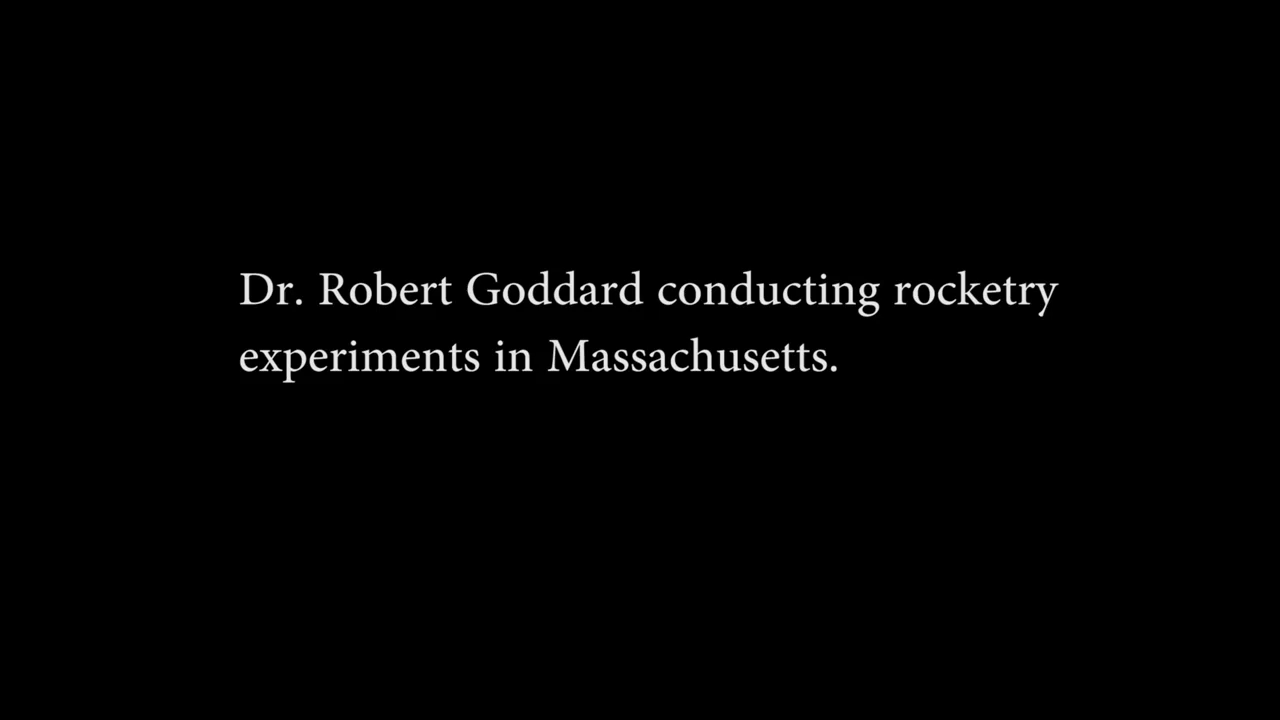 Dr. Robert Goddard conducting rocketry
experiments in Massachusetts.